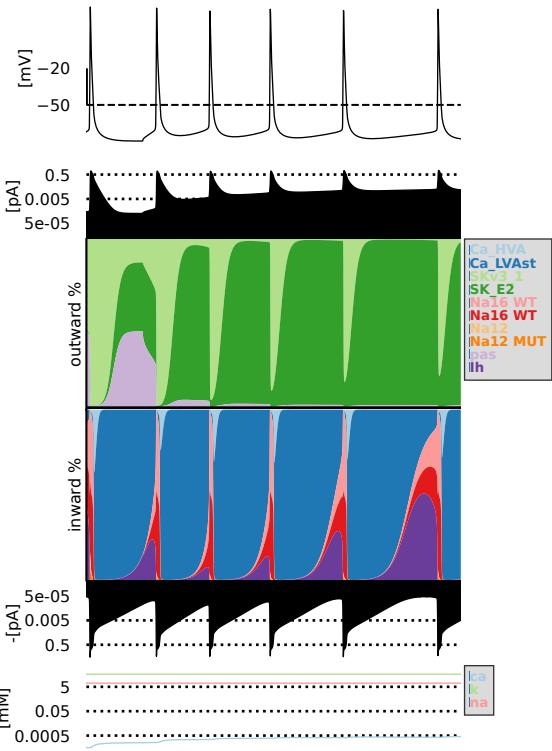 [mV]
−20
−50
[pA]
0.5
0.005
5e-05
outward %
Ca_HVA
Ca_LVAst
SKv3_1
SK_E2
Na16 WT
Na16 WT
Na12
Na12 MUT
pas
Ih
inward %
-[pA]
5e-05
0.005
0.5
[mM]
5
0.05
0.0005
ca
k
na